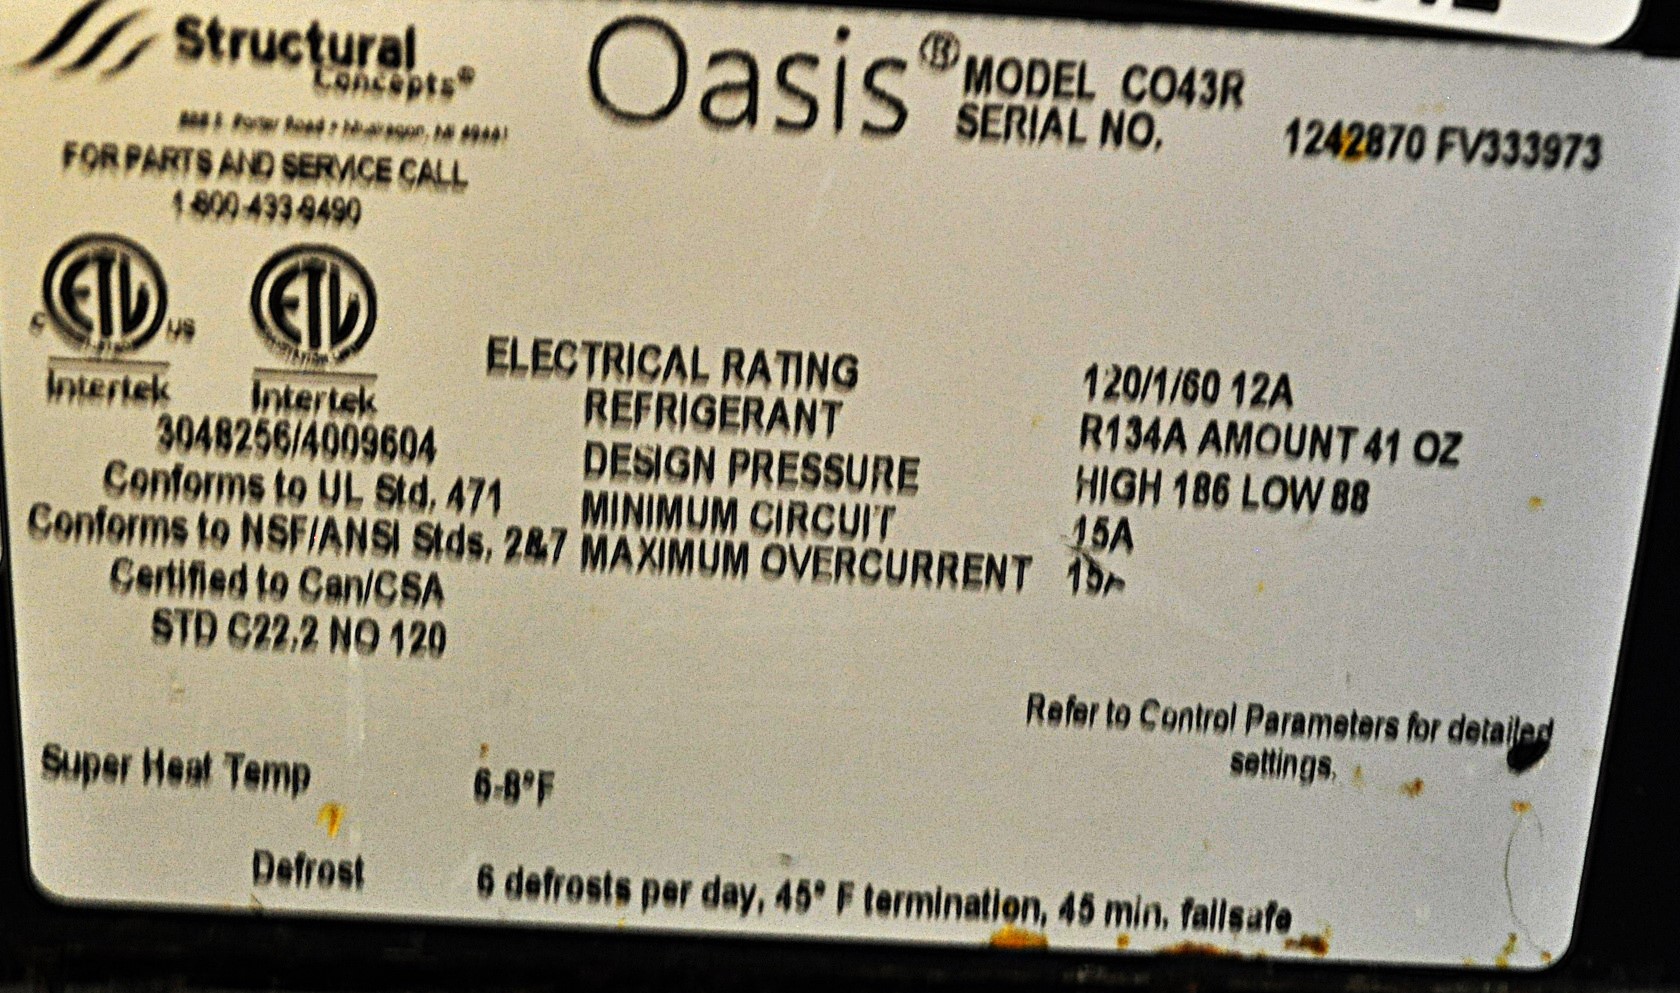 Structural
Concepts®
FOR PARTS AND SERVICE CALL
1-800-433-9490
Oasis®
MODEL CO43R
SERIAL NO. 1242870 FV333973
ETL
C US
Intertek
ETL
Intertek
3048256/4009604
Conforms to UL Std. 471
Conforms to NSF/ANSI Stds. 2&7
Certified to Can/CSA
STD C22.2 NO 120
ELECTRICAL RATING 120/1/60 12A
REFRIGERANT R134A AMOUNT 41 OZ
DESIGN PRESSURE HIGH 186 LOW 88
MINIMUM CIRCUIT 15A
MAXIMUM OVERCURRENT 15A
Refer to Control Parameters for detailed
settings.
Super Heat Temp 6-8°F
Defrost 6 defrosts per day, 45° F termination, 45 min. failsafe